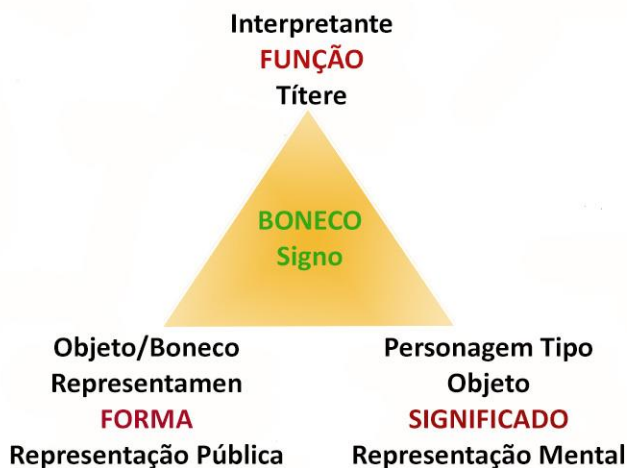 Interpretante
FUNÇÃO
Títere
BONECO
Signo
Objeto/Boneco
Representamen
FORMA
Representação Pública
Personagem Tipo
Objeto
SIGNIFICADO
Representação Mental